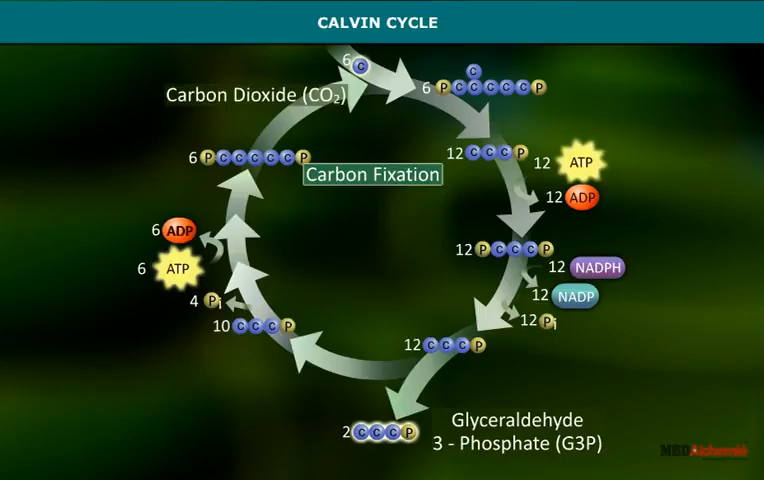 CALVIN CYCLE
6 C
Carbon Dioxide (CO₂)
C
6 P C C C C C P
12 C C C P
12 ATP
12 ADP
6 P C C C C C C P
Carbon Fixation
12 P C C C P
12 NADPH
12 NADP
12 Pi
6 ADP
6 ATP
4 Pi
10 C C C P
12 C C C P
2 C C C P
Glyceraldehyde
3 - Phosphate (G3P)
MBDAlchemie